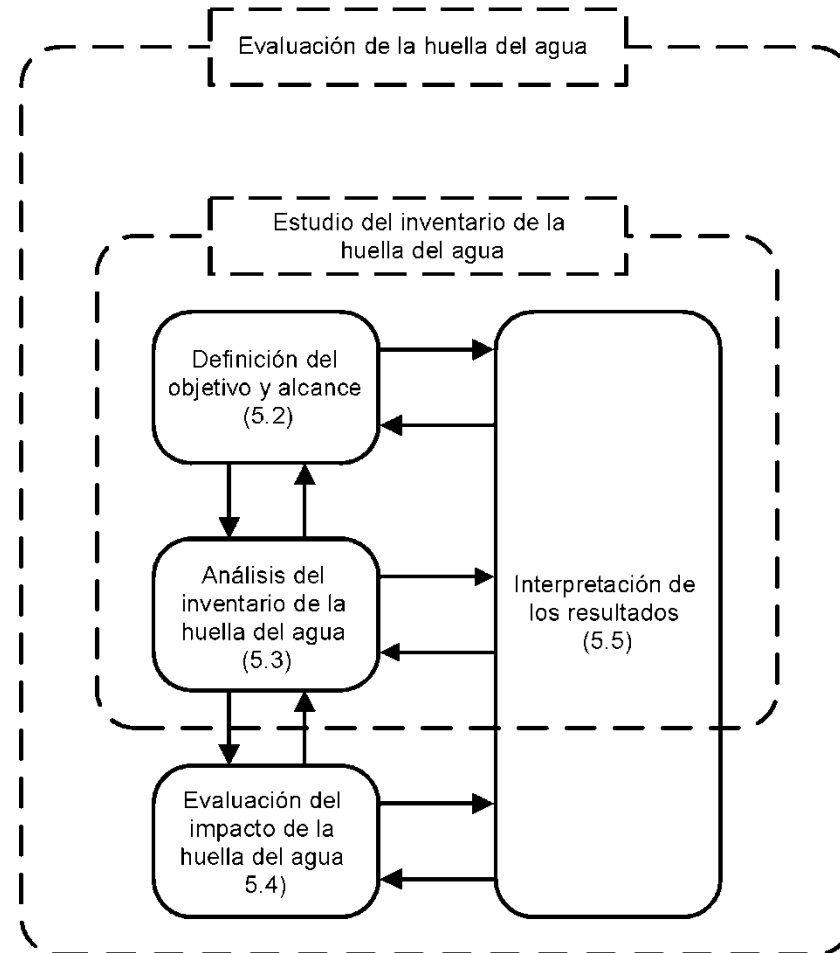 Evaluación de la huella del agua
Estudio del inventario de la
huella del agua
Definición del
objetivo y alcance
(5.2)
Análisis del
inventario de la
huella del agua
(5.3)
Interpretación de
los resultados
(5.5)
Evaluación del
impacto de la
huella del agua
5.4)